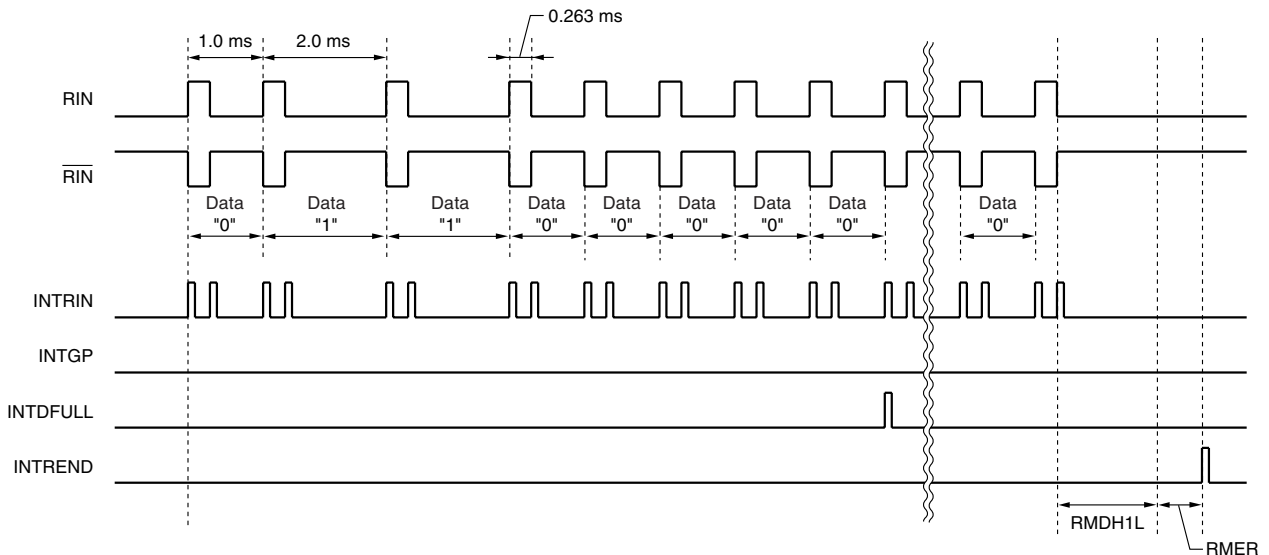 0.263 ms
1.0 ms 2.0 ms
RIN
RIN
Data "0"
Data "1"
Data "1"
Data "0"
Data "0"
Data "0"
Data "0"
Data "0"
Data "0"
INTRIN
INTGP
INTDFULL
INTREND
RMDH1L
RMER